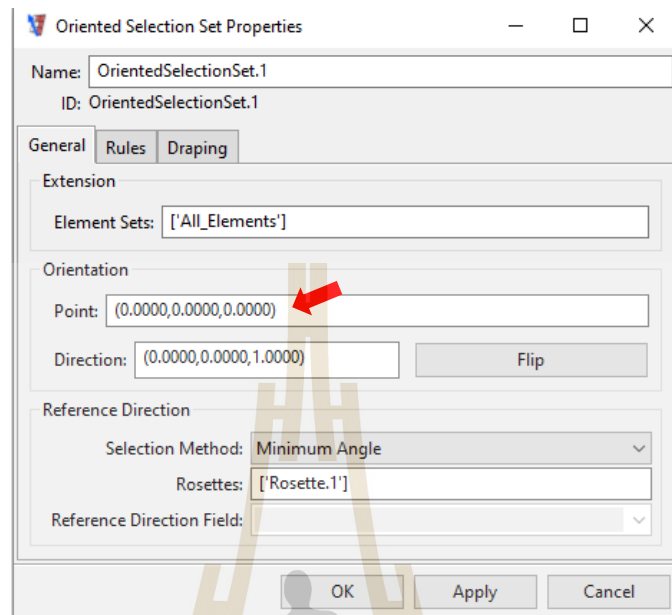 Oriented Selection Set Properties
Name: OrientedSelectionSet.1
ID: OrientedSelectionSet.1
General Rules Draping
Extension
Element Sets: ['All_Elements']
Orientation
Point: (0.0000,0.0000,0.0000)
Direction: (0.0000,0.0000,1.0000) Flip
Reference Direction
Selection Method: Minimum Angle
Rosettes: ['Rosette.1']
Reference Direction Field:
OK Apply Cancel